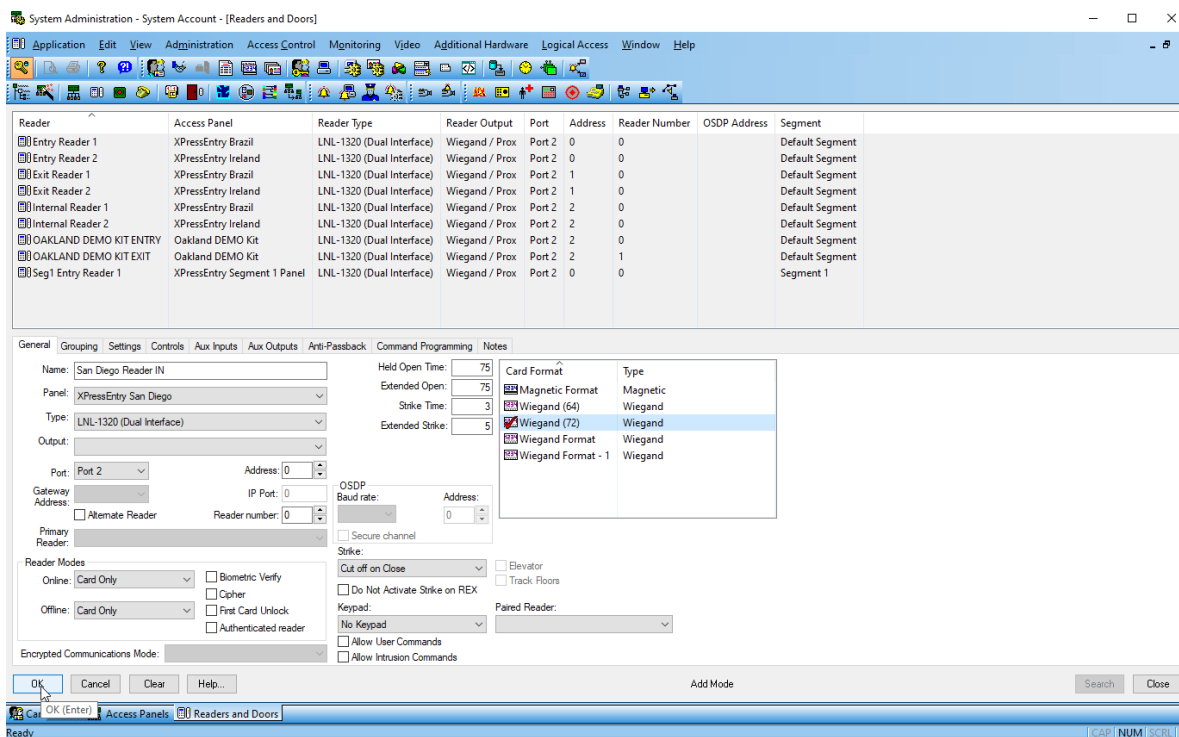 System Administration - System Account - [Readers and Doors]
Application Edit View Administration Access Control Monitoring Video Additional Hardware Logical Access Window Help
Reader Access Panel Reader Type Reader Output Port Address Reader Number OSDP Address Segment
Entry Reader 1 XPressEntry Brazil LNL-1320 (Dual Interface) Wiegand / Prox Port 2 0 0 Default Segment
Entry Reader 2 XPressEntry Ireland LNL-1320 (Dual Interface) Wiegand / Prox Port 2 0 0 Default Segment
Exit Reader 1 XPressEntry Brazil LNL-1320 (Dual Interface) Wiegand / Prox Port 2 1 0 Default Segment
Exit Reader 2 XPressEntry Ireland LNL-1320 (Dual Interface) Wiegand / Prox Port 2 1 0 Default Segment
Internal Reader 1 XPressEntry Brazil LNL-1320 (Dual Interface) Wiegand / Prox Port 2 2 0 Default Segment
Internal Reader 2 XPressEntry Ireland LNL-1320 (Dual Interface) Wiegand / Prox Port 2 2 0 Default Segment
OAKLAND DEMO KIT ENTRY Oakland DEMO Kit LNL-1320 (Dual Interface) Wiegand / Prox Port 2 2 0 Default Segment
OAKLAND DEMO KIT EXIT Oakland DEMO Kit LNL-1320 (Dual Interface) Wiegand / Prox Port 2 2 1 Default Segment
Seg1 Entry Reader 1 XPressEntry Segment 1 Panel LNL-1320 (Dual Interface) Wiegand / Prox Port 2 0 0 Segment 1
General Grouping Settings Controls Aux Inputs Aux Outputs Anti-Passback Command Programming Notes
Name: San Diego Reader IN Held Open Time: 75 Card Format Type
Panel: XPressEntry San Diego Extended Open: 75 Magnetic Format Magnetic
Strike Time: 3 Wiegand (64) Wiegand
Type: LNL-1320 (Dual Interface) Extended Strike: 5 Wiegand (72) Wiegand
Output: Wiegand Format Wiegand
Wiegand Format - 1 Wiegand
Port: Port 2 Address: 0
Gateway Address: IP Port: 0 OSDP Baud rate: Address: 0
Alternate Reader Reader number: 0
Primary Reader: Secure channel
Strike:
Reader Modes Cut off on Close Elevator
Online: Card Only Biometric Verify Track Floors
Cipher Do Not Activate Strike on REX
Offline: Card Only First Card Unlock Keypad: Paired Reader:
Authenticated reader No Keypad
Allow User Commands
Encrypted Communications Mode: Allow Intrusion Commands
OK Cancel Clear Help... Add Mode Search Close
OK (Enter)
Access Panels Readers and Doors
Ready CAP NUM SCRL